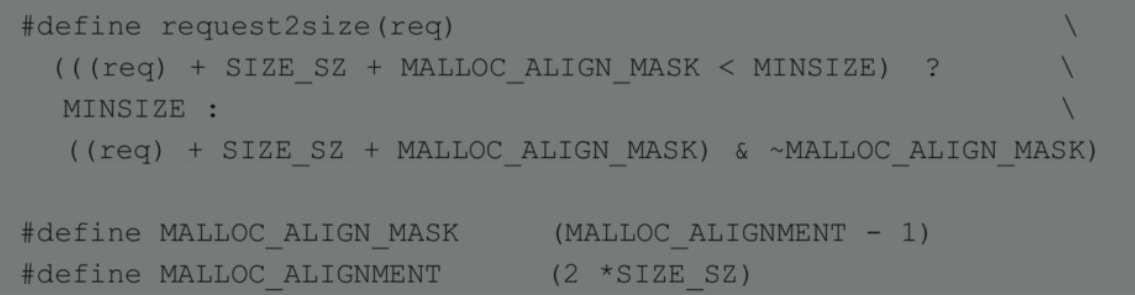 #define request2size(req) \
(((req) + SIZE_SZ + MALLOC_ALIGN_MASK < MINSIZE) ? \
MINSIZE : \
((req) + SIZE_SZ + MALLOC_ALIGN_MASK) & ~MALLOC_ALIGN_MASK)
#define MALLOC_ALIGN_MASK (MALLOC_ALIGNMENT - 1)
#define MALLOC_ALIGNMENT (2 *SIZE_SZ)